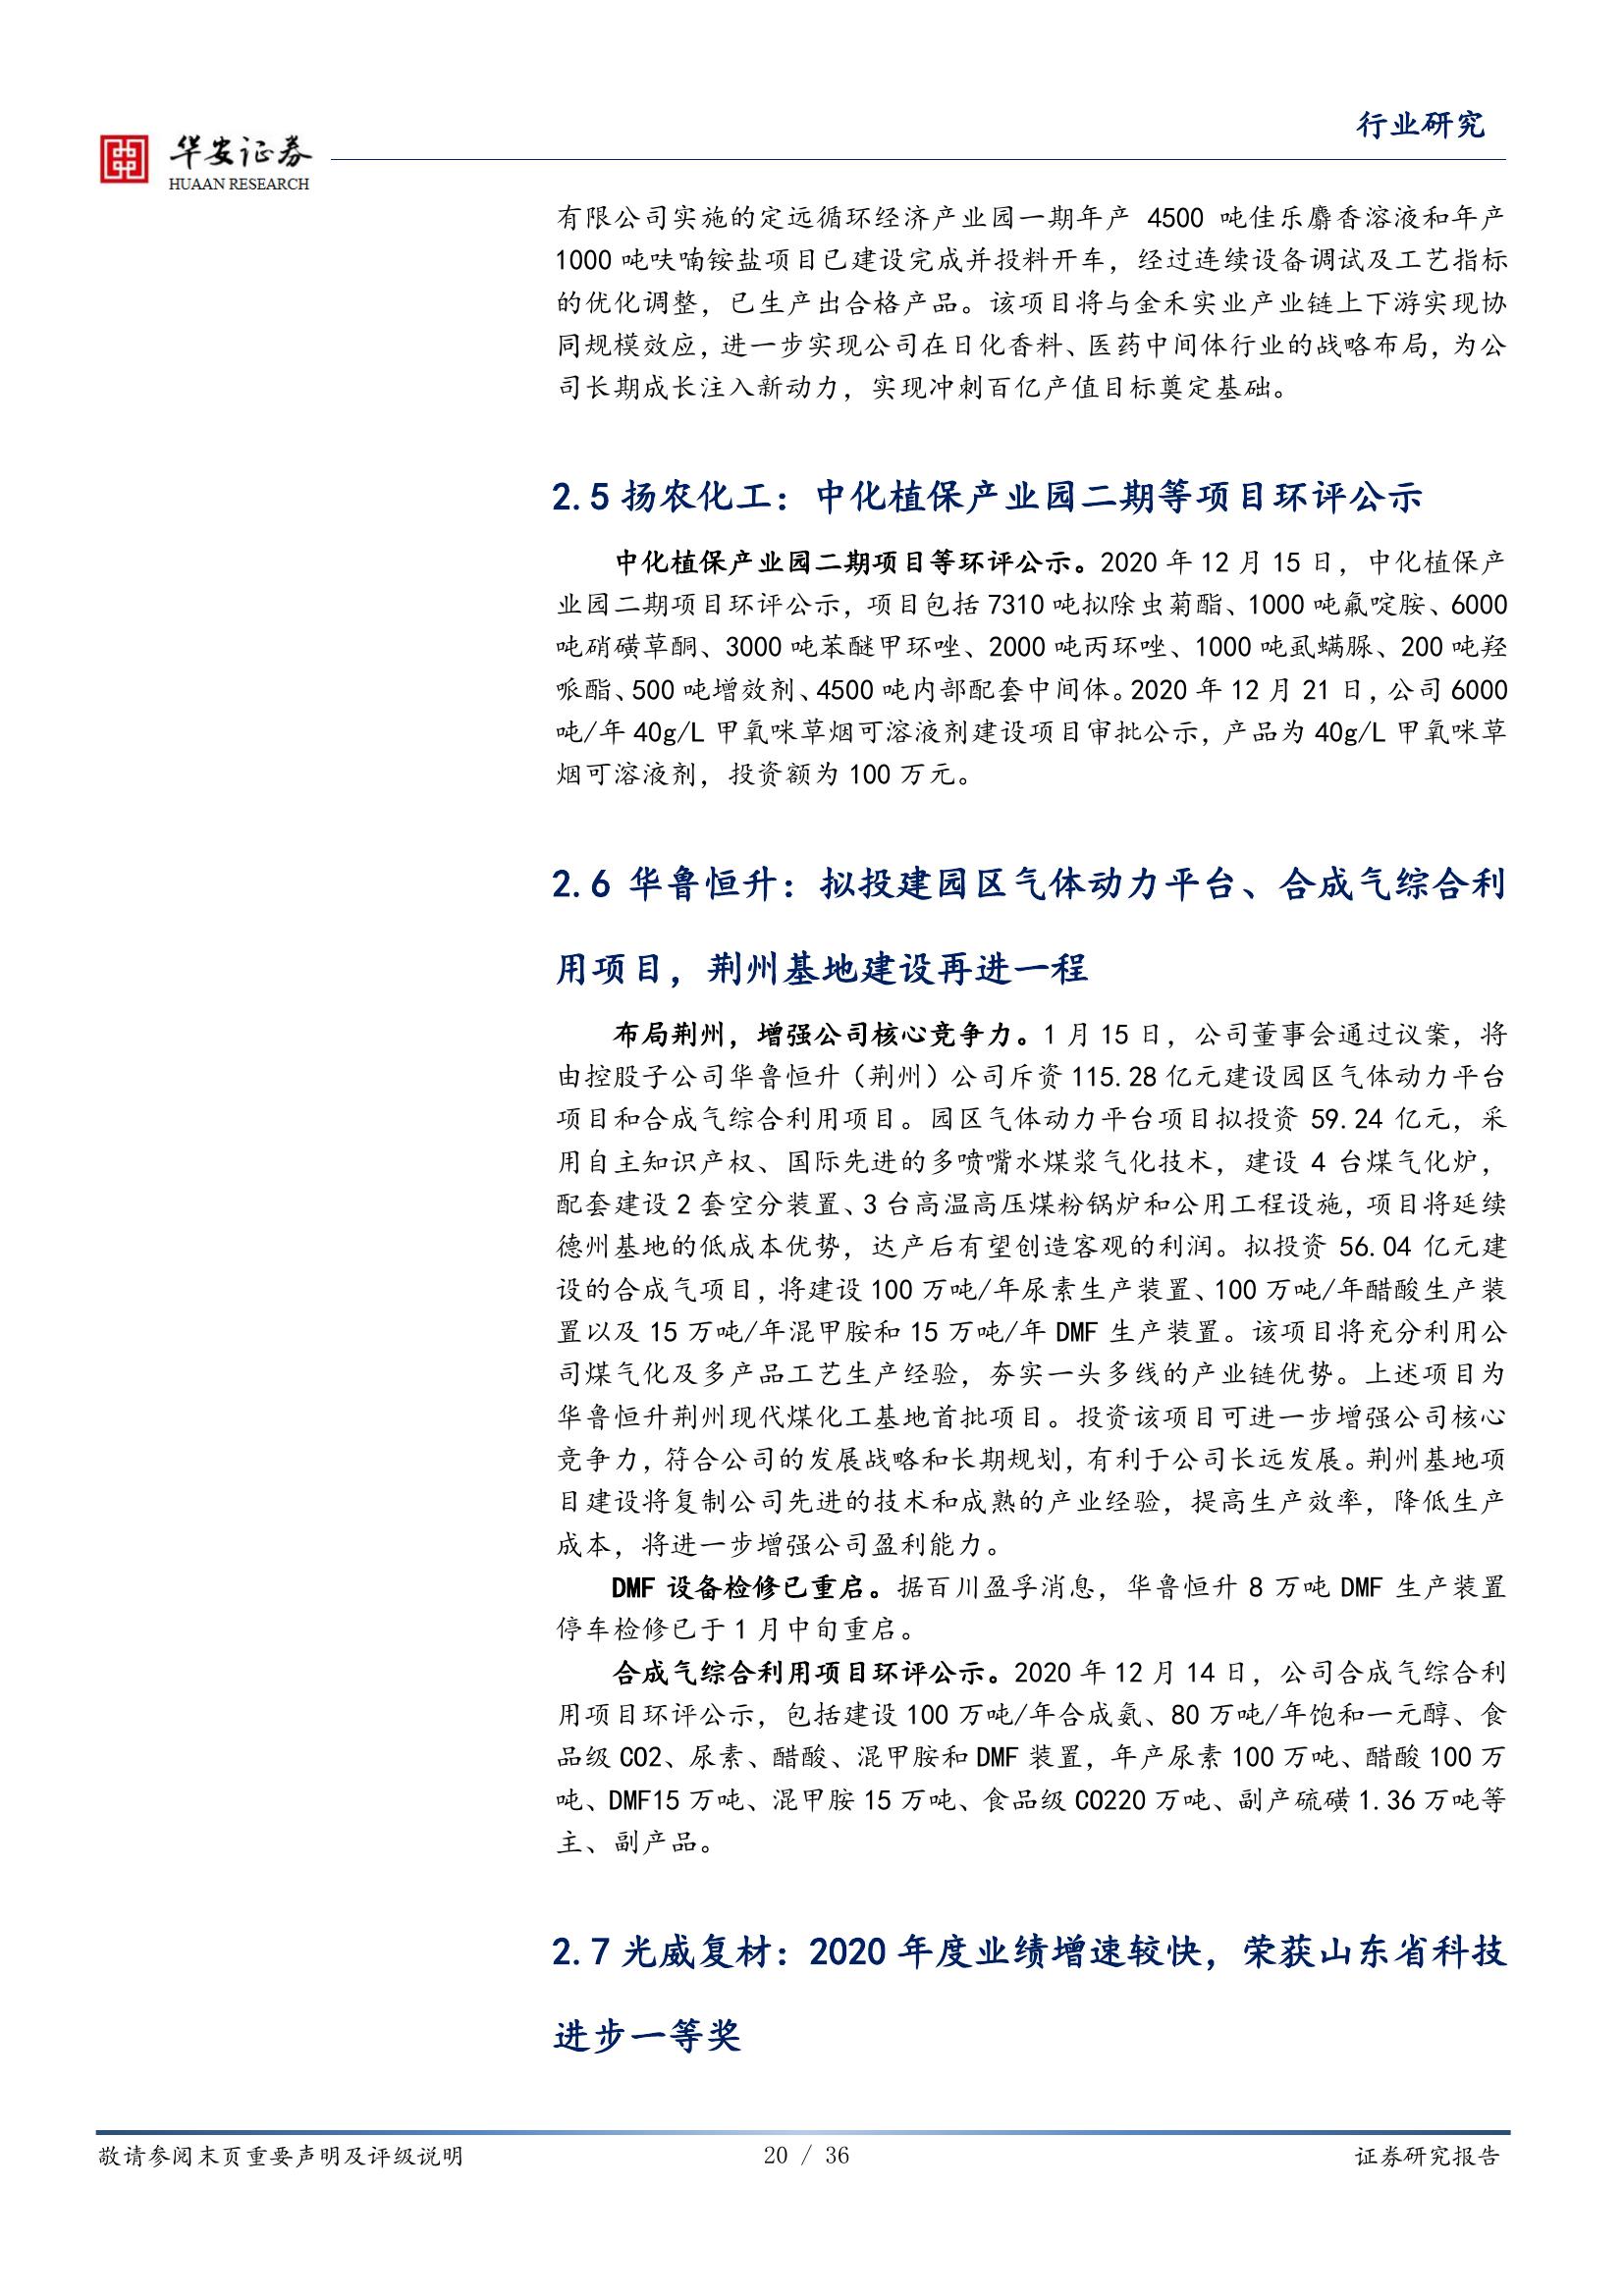 行业研究
华安证券
HUAAN RESEARCH
有限公司实施的定远循环经济产业园一期年产 4500 吨佳乐麝香溶液和年产
1000 吨呋喃铵盐项目已建设完成并投料开车，经过连续设备调试及工艺指标
的优化调整，已生产出合格产品。该项目将与金禾实业产业链上下游实现协
同规模效应，进一步实现公司在日化香料、医药中间体行业的战略布局，为公
司长期成长注入新动力，实现冲刺百亿产值目标奠定基础。
2.5 扬农化工：中化植保产业园二期等项目环评公示
中化植保产业园二期项目等环评公示。2020 年 12 月 15 日，中化植保产
业园二期项目环评公示，项目包括 7310 吨拟除虫菊酯、1000 吨氟啶胺、6000
吨硝磺草酮、3000 吨苯醚甲环唑、2000 吨丙环唑、1000 吨虱螨脲、200 吨羟
哌酯、500 吨增效剂、4500 吨内部配套中间体。2020 年 12 月 21 日，公司 6000
吨/年 40g/L 甲氧咪草烟可溶液剂建设项目审批公示，产品为 40g/L 甲氧咪草
烟可溶液剂，投资额为 100 万元。
2.6 华鲁恒升：拟投建园区气体动力平台、合成气综合利
用项目，荆州基地建设再进一程
布局荆州，增强公司核心竞争力。1 月 15 日，公司董事会通过议案，将
由控股子公司华鲁恒升（荆州）公司斥资 115.28 亿元建设园区气体动力平台
项目和合成气综合利用项目。园区气体动力平台项目拟投资 59.24 亿元，采
用自主知识产权、国际先进的多喷嘴水煤浆气化技术，建设 4 台煤气化炉，
配套建设 2 套空分装置、3 台高温高压煤粉锅炉和公用工程设施，项目将延续
德州基地的低成本优势，达产后有望创造客观的利润。拟投资 56.04 亿元建
设的合成气项目，将建设 100 万吨/年尿素生产装置、100 万吨/年醋酸生产装
置以及 15 万吨/年混甲胺和 15 万吨/年 DMF 生产装置。该项目将充分利用公
司煤气化及多产品工艺生产经验，夯实一头多线的产业链优势。上述项目为
华鲁恒升荆州现代煤化工基地首批项目。投资该项目可进一步增强公司核心
竞争力，符合公司的发展战略和长期规划，有利于公司长远发展。荆州基地项
目建设将复制公司先进的技术和成熟的产业经验，提高生产效率，降低生产
成本，将进一步增强公司盈利能力。
DMF 设备检修已重启。据百川盈孚消息，华鲁恒升 8 万吨 DMF 生产装置
停车检修已于 1 月中旬重启。
合成气综合利用项目环评公示。2020 年 12 月 14 日，公司合成气综合利
用项目环评公示，包括建设 100 万吨/年合成氨、80 万吨/年饱和一元醇、食
品级 CO2、尿素、醋酸、混甲胺和 DMF 装置，年产尿素 100 万吨、醋酸 100 万
吨、DMF15 万吨、混甲胺 15 万吨、食品级 CO220 万吨、副产硫磺 1.36 万吨等
主、副产品。
2.7 光威复材：2020 年度业绩增速较快，荣获山东省科技
进步一等奖
敬请参阅末页重要声明及评级说明
20 / 36
证券研究报告